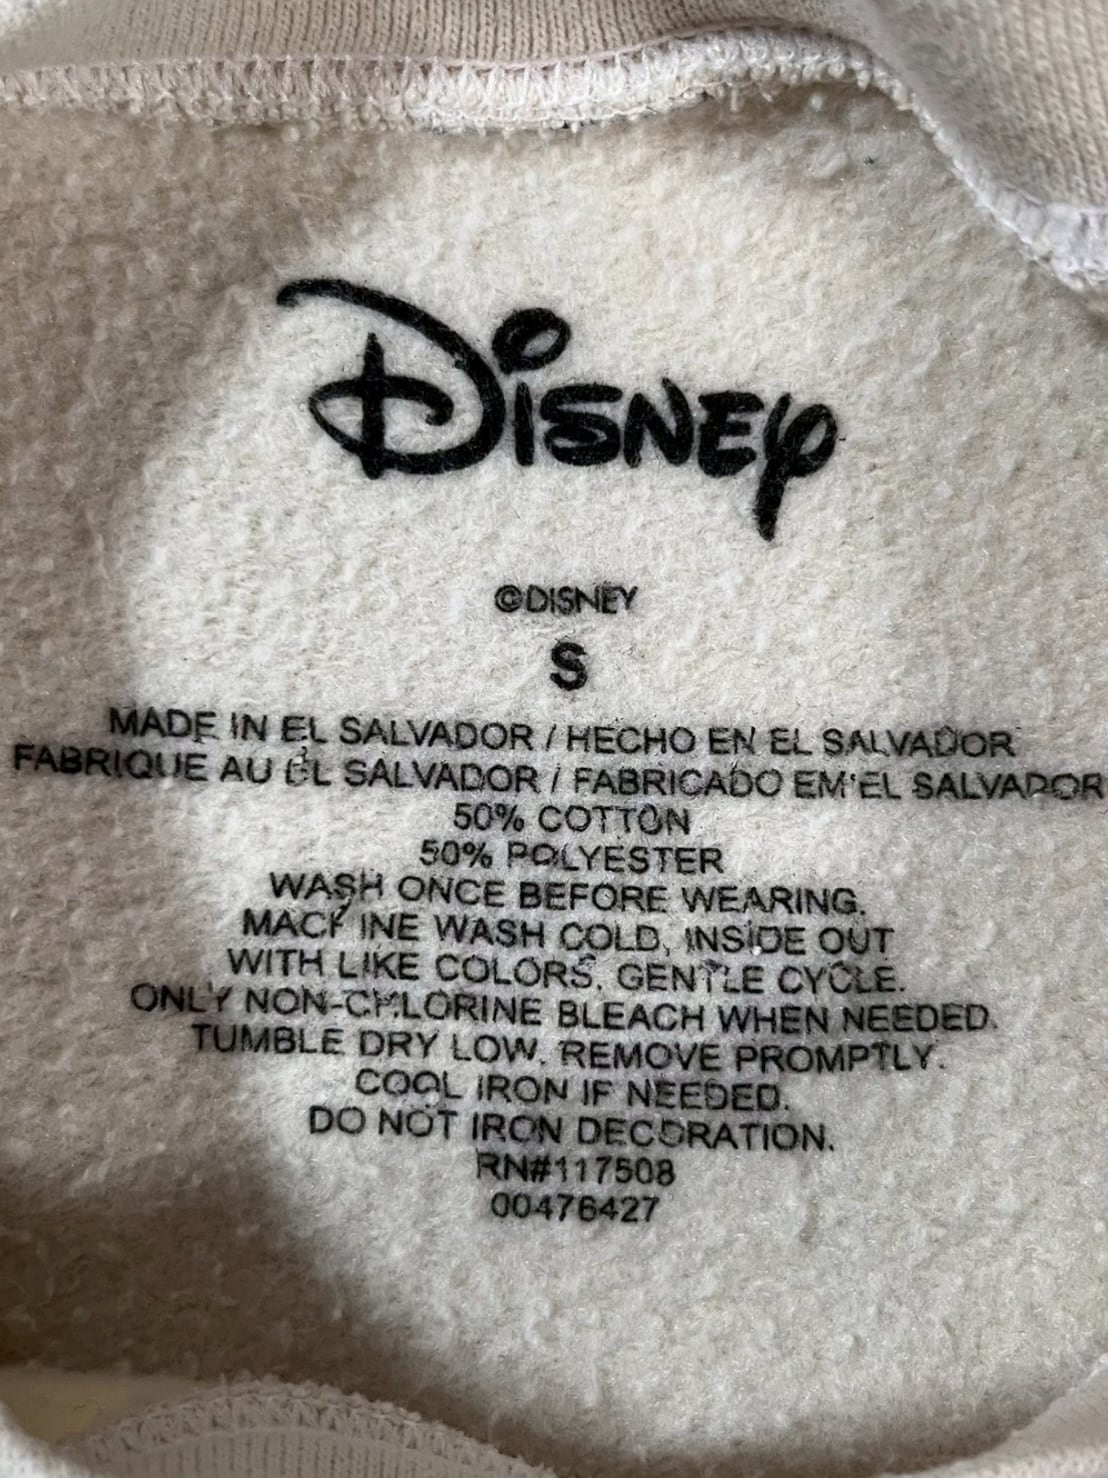 Disney
©DISNEY
S
MADE IN EL SALVADOR / HECHO EN EL SALVADOR
FABRIQUE AU EL SALVADOR / FABRICADO EM EL SALVADOR
50% COTTON
50% POLYESTER
WASH ONCE BEFORE WEARING.
MACHINE WASH COLD, INSIDE OUT
WITH LIKE COLORS, GENTLE CYCLE.
ONLY NON-CHLORINE BLEACH WHEN NEEDED.
TUMBLE DRY LOW. REMOVE PROMPTLY.
COOL IRON IF NEEDED.
DO NOT IRON DECORATION.
RN#117508
00476427